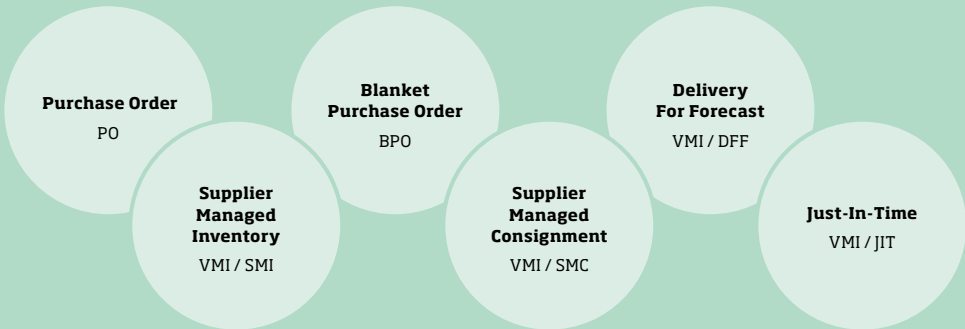 Purchase Order
PO
Supplier
Managed
Inventory
VMI / SMI
Blanket
Purchase Order
BPO
Supplier
Managed
Consignment
VMI / SMC
Delivery
For Forecast
VMI / DFF
Just-In-Time
VMI / JIT